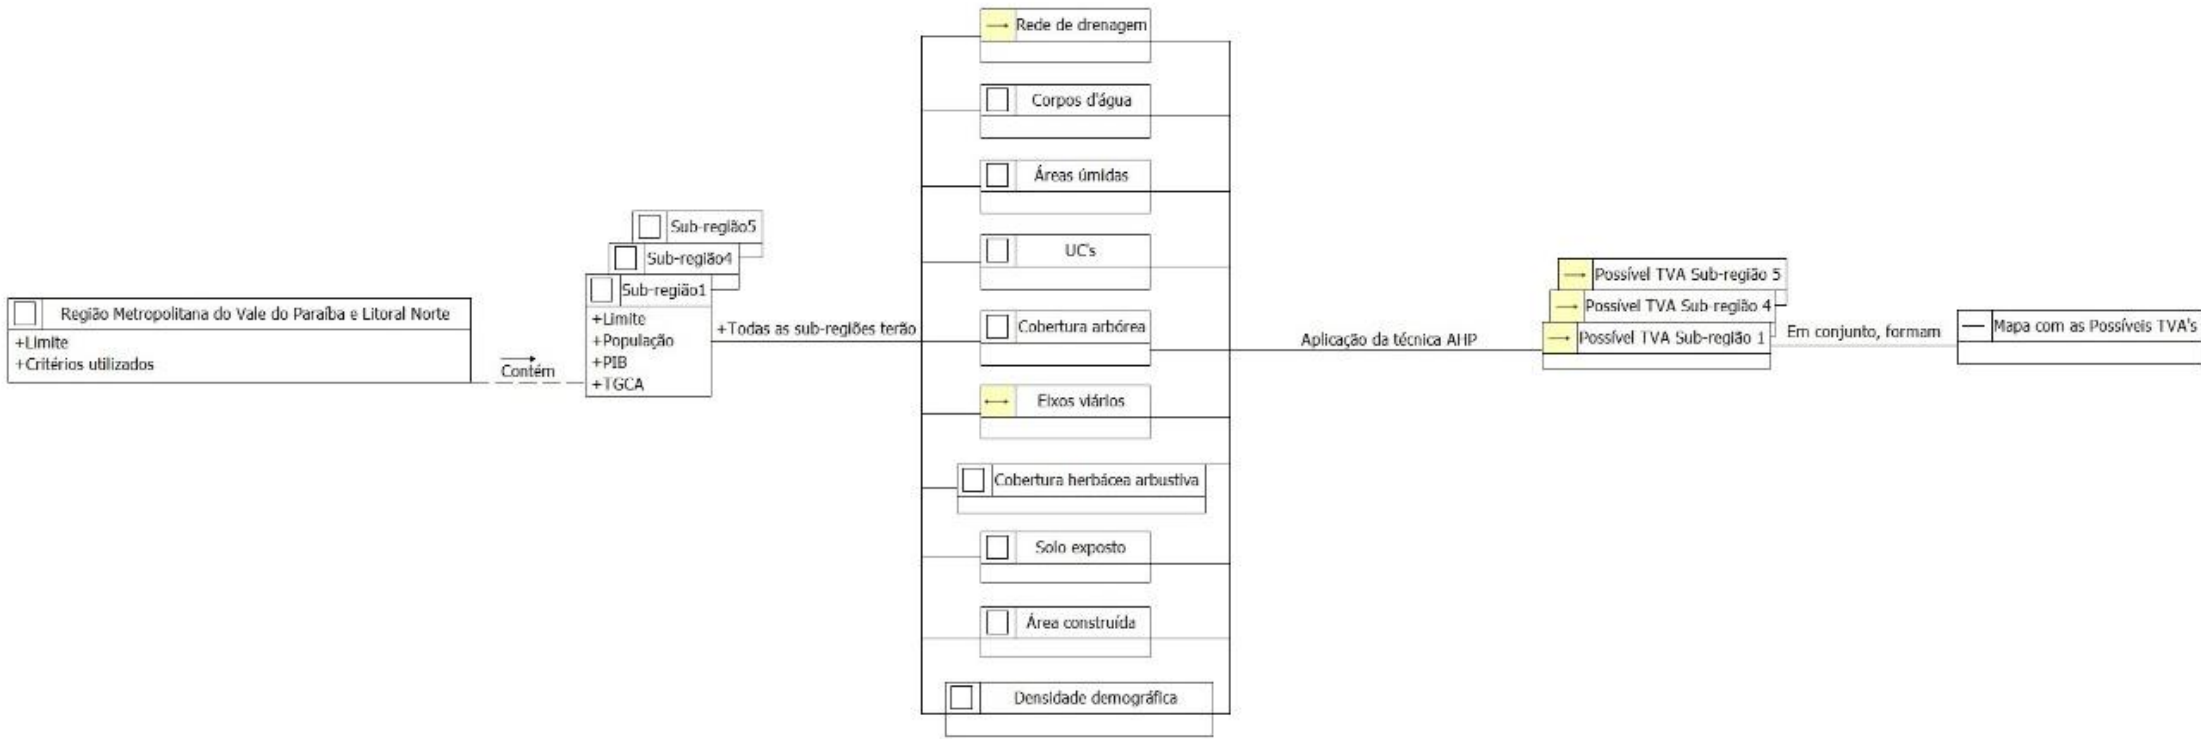 Região Metropolitana do Vale do Paraíba e Litoral Norte
+Limite
+Critérios utilizados
Contém
Sub-região5
Sub-região4
Sub-região1
+Limite
+População
+PIB
+TGCA
+Todas as sub-regiões terão
Rede de drenagem
Corpos d'água
Áreas úmidas
UC's
Cobertura arbórea
Eixos viários
Cobertura herbácea arbustiva
Solo exposto
Área construída
Densidade demográfica
Aplicação da técnica AHP
Possível TVA Sub-região 5
Possível TVA Sub-região 4
Possível TVA Sub-região 1
Em conjunto, formam
Mapa com as Possíveis TVA's